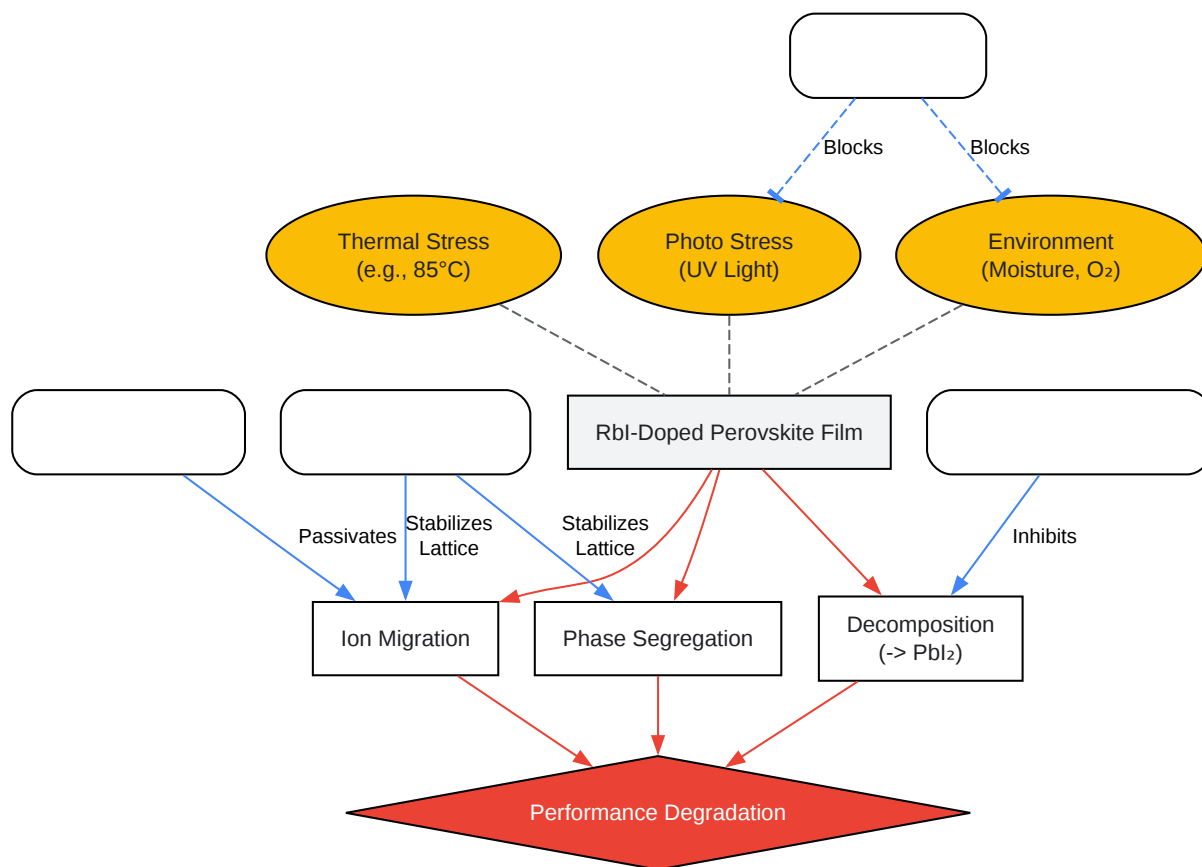 Blocks
Blocks
Thermal Stress
(e.g., 85°C)
Photo Stress
(UV Light)
Environment
(Moisture, O₂)
RbI-Doped Perovskite Film
Passivates
Stabilizes
Lattice
Stabilizes
Lattice
Inhibits
Ion Migration
Phase Segregation
Decomposition
(-> PbI₂)
Performance Degradation